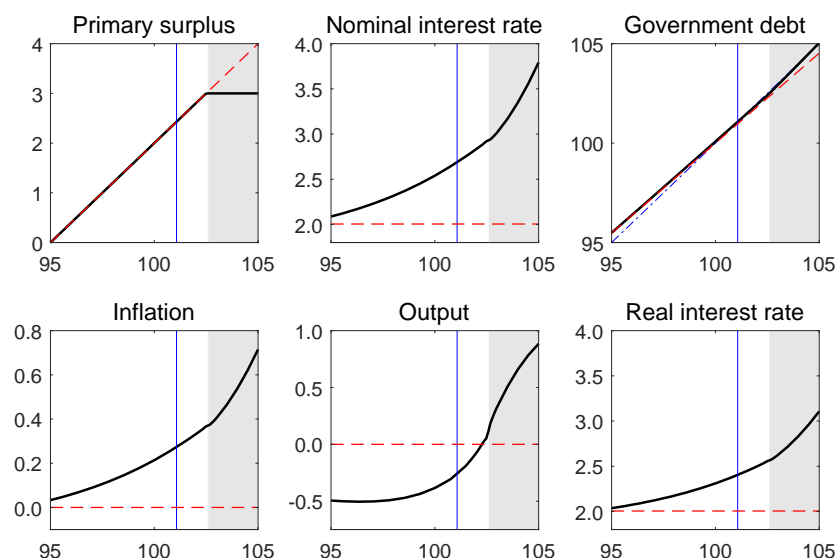 Primary surplus
4
3
2
1
0
95 100 105
Nominal interest rate
4.0
3.5
3.0
2.5
2.0
95 100 105
Government debt
105
100
95
95 100 105
Inflation
0.8
0.6
0.4
0.2
0.0
95 100 105
Output
1.0
0.5
0.0
-0.5
95 100 105
Real interest rate
4.0
3.5
3.0
2.5
2.0
95 100 105